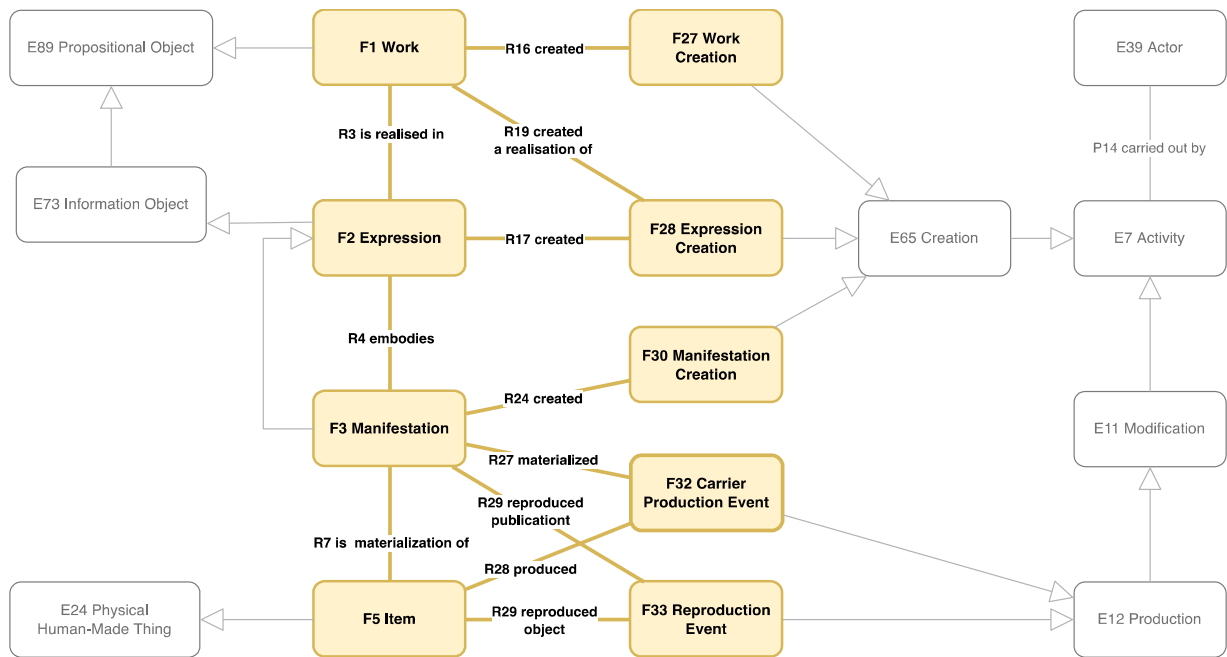 E89 Propositional Object
F1 Work
R16 created
F27 Work
Creation
E39 Actor
R3 is realised in
R19 created
a realisation of
P14 carried out by
E73 Information Object
F2 Expression
R17 created
F28 Expression
Creation
E65 Creation
E7 Activity
R4 embodies
F30 Manifestation
Creation
R24 created
F3 Manifestation
E11 Modification
R27 materialized
F32 Carrier
Production Event
R29 reproduced
publicationt
R7 is  materialization of
R28 produced
E24 Physical
Human-Made Thing
F5 Item
R29 reproduced
object
F33 Reproduction
Event
E12 Production